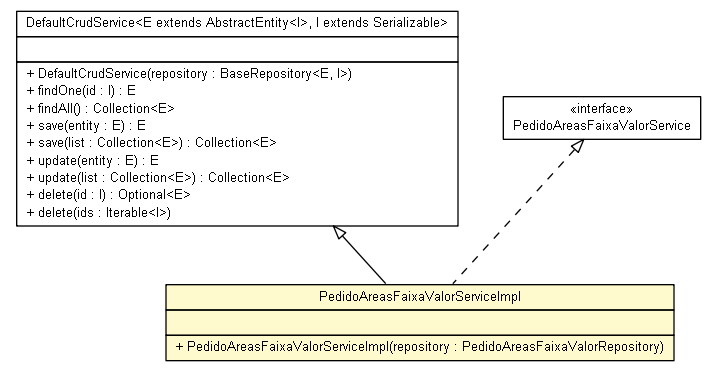 DefaultCrudService<E extends AbstractEntity<I>, I extends Serializable>
+ DefaultCrudService(repository : BaseRepository<E, I>)
+ findOne(id : I) : E
+ findAll() : Collection<E>
+ save(entity : E) : E
+ save(list : Collection<E>) : Collection<E>
+ update(entity : E) : E
+ update(list : Collection<E>) : Collection<E>
+ delete(id : I) : Optional<E>
+ delete(ids : Iterable<I>)
«interface»
PedidoAreasFaixaValorService
PedidoAreasFaixaValorServiceImpl
+ PedidoAreasFaixaValorServiceImpl(repository : PedidoAreasFaixaValorRepository)